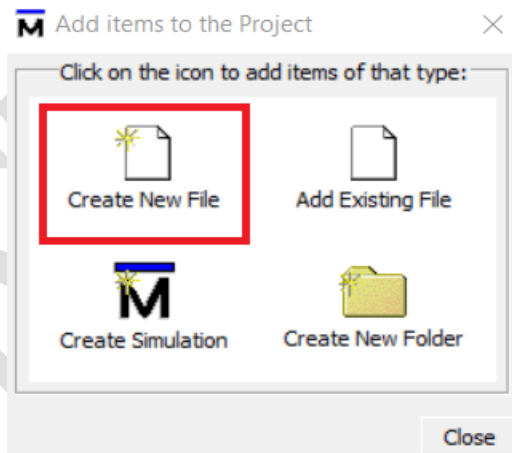 Add items to the Project
Click on the icon to add items of that type:
Create New File
Add Existing File
Create Simulation
Create New Folder
Close